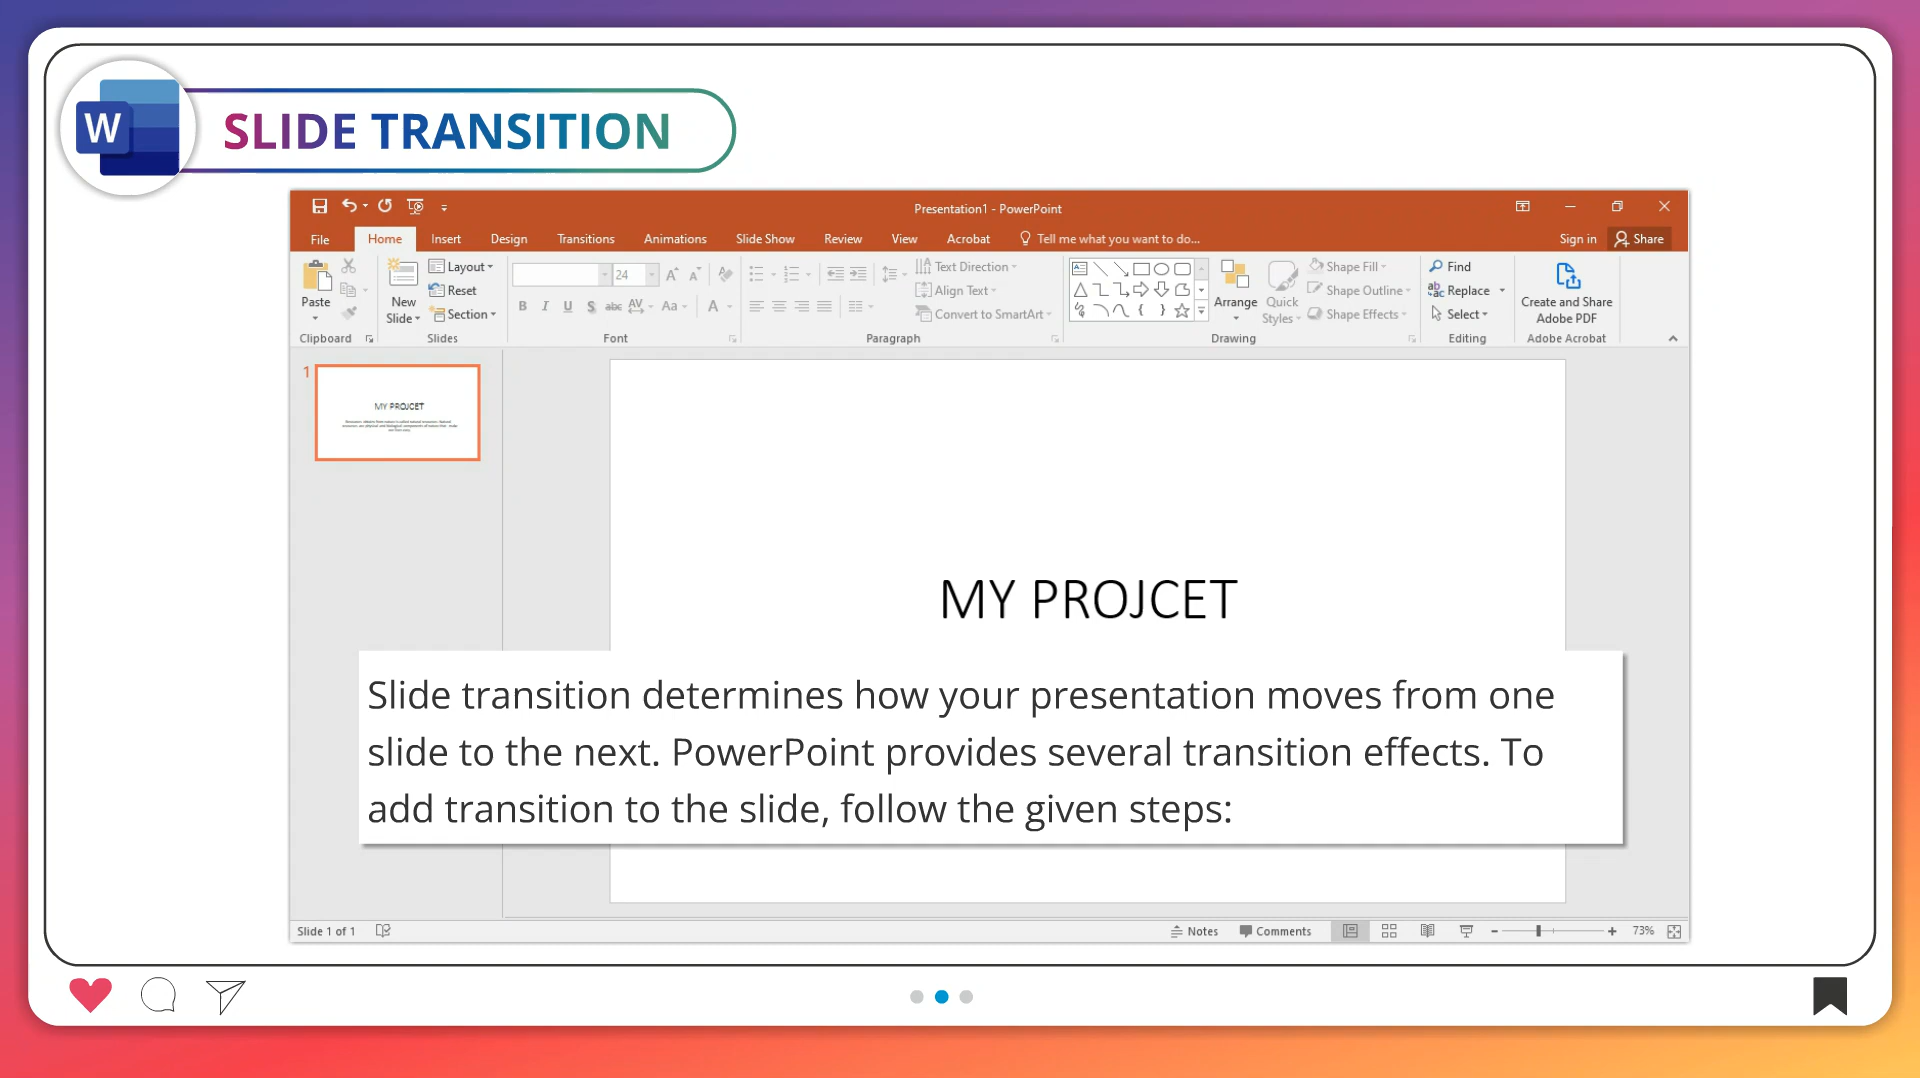 W
SLIDE TRANSITION
Presentation1 - PowerPoint
File Home Insert Design Transitions Animations Slide Show Review View Acrobat Tell me what you want to do... Sign in Share
Layout Text Direction Shape Fill Find
24
Paste New Slide Reset Align Text Arrange Quick Styles Shape Outline Replace Create and Share Adobe PDF
B I U S abc AV Aa A
Section Convert to SmartArt Shape Effects Select
Clipboard Slides Font Paragraph Drawing Editing Adobe Acrobat
1
MY PROJCET
MY PROJCET
Slide transition determines how your presentation moves from one
slide to the next. PowerPoint provides several transition effects. To
add transition to the slide, follow the given steps:
Slide 1 of 1 Notes Comments 73%